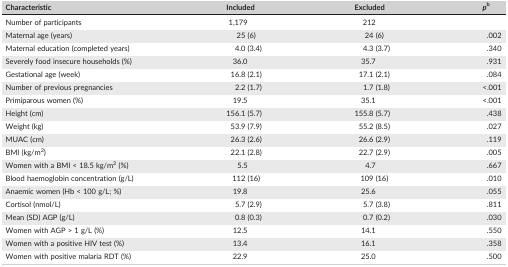 Characteristic Included Excluded p^b
Number of participants 1,179 212
Maternal age (years) 25 (6) 24 (6) .002
Maternal education (completed years) 4.0 (3.4) 4.3 (3.7) .340
Severely food insecure households (%) 36.0 35.7 .931
Gestational age (week) 16.8 (2.1) 17.1 (2.1) .084
Number of previous pregnancies 2.2 (1.7) 1.7 (1.8) <.001
Primiparous women (%) 19.5 35.1 <.001
Height (cm) 156.1 (5.7) 155.8 (5.7) .438
Weight (kg) 53.9 (7.9) 55.2 (8.5) .027
MUAC (cm) 26.3 (2.6) 26.6 (2.9) .119
BMI (kg/m²) 22.1 (2.8) 22.7 (2.9) .005
Women with a BMI < 18.5 kg/m² (%) 5.5 4.7 .667
Blood haemoglobin concentration (g/L) 112 (16) 109 (16) .010
Anaemic women (Hb < 100 g/L; %) 19.8 25.6 .055
Cortisol (nmol/L) 5.7 (2.9) 5.7 (3.8) .811
Mean (SD) AGP (g/L) 0.8 (0.3) 0.7 (0.2) .030
Women with AGP > 1 g/L (%) 12.5 14.1 .550
Women with a positive HIV test (%) 13.4 16.1 .358
Women with positive malaria RDT (%) 22.9 25.0 .500